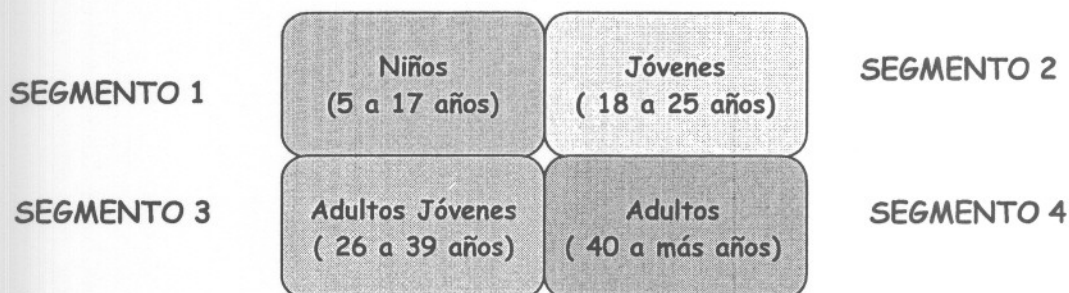 SEGMENTO 1
Niños
(5 a 17 años)
Jóvenes
( 18 a 25 años)
SEGMENTO 2
SEGMENTO 3
Adultos Jóvenes
( 26 a 39 años)
Adultos
( 40 a más años)
SEGMENTO 4